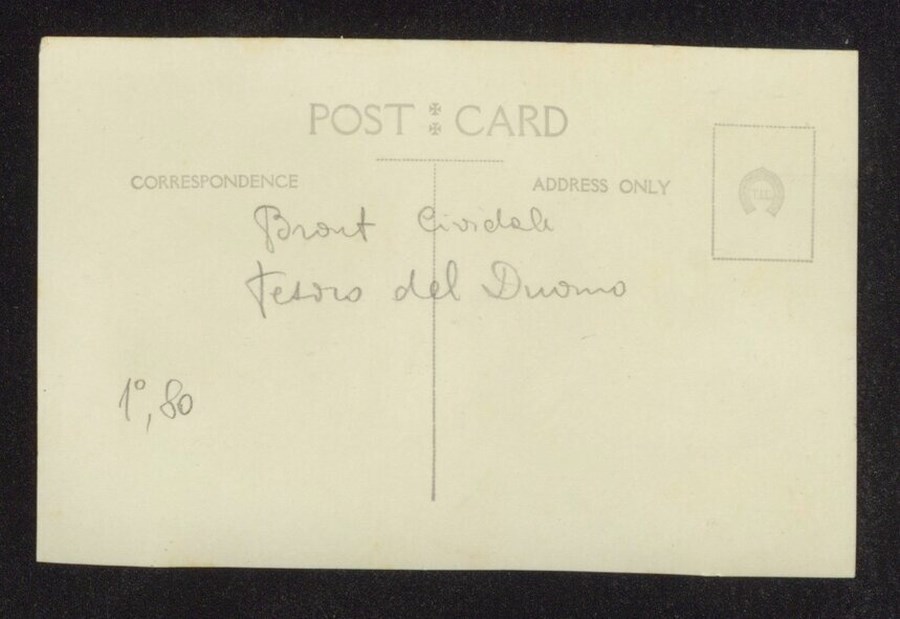 POST CARD
CORRESPONDENCE
ADDRESS ONLY
Bront Cividale
Tesoro del Duomo
1°, 80